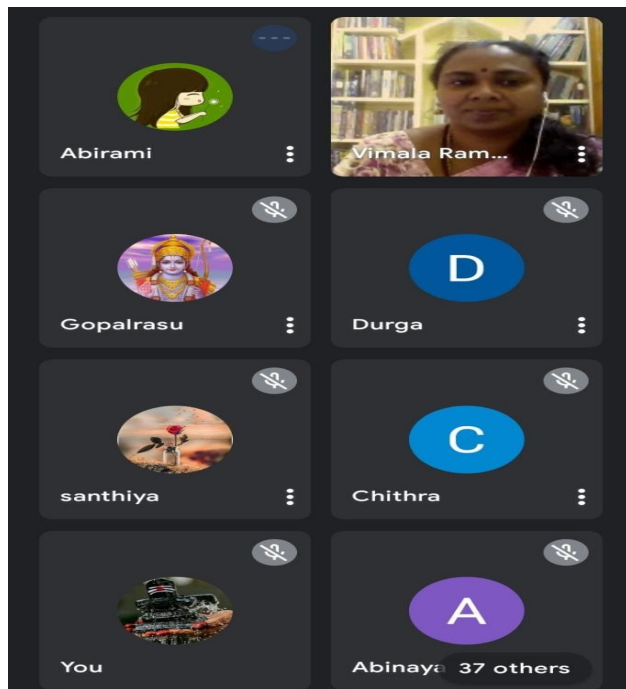 Abirami
Vimala Ram...
Gopalrasu
D
Durga
santhiya
C
Chithra
You
A
Abinaya
37 others